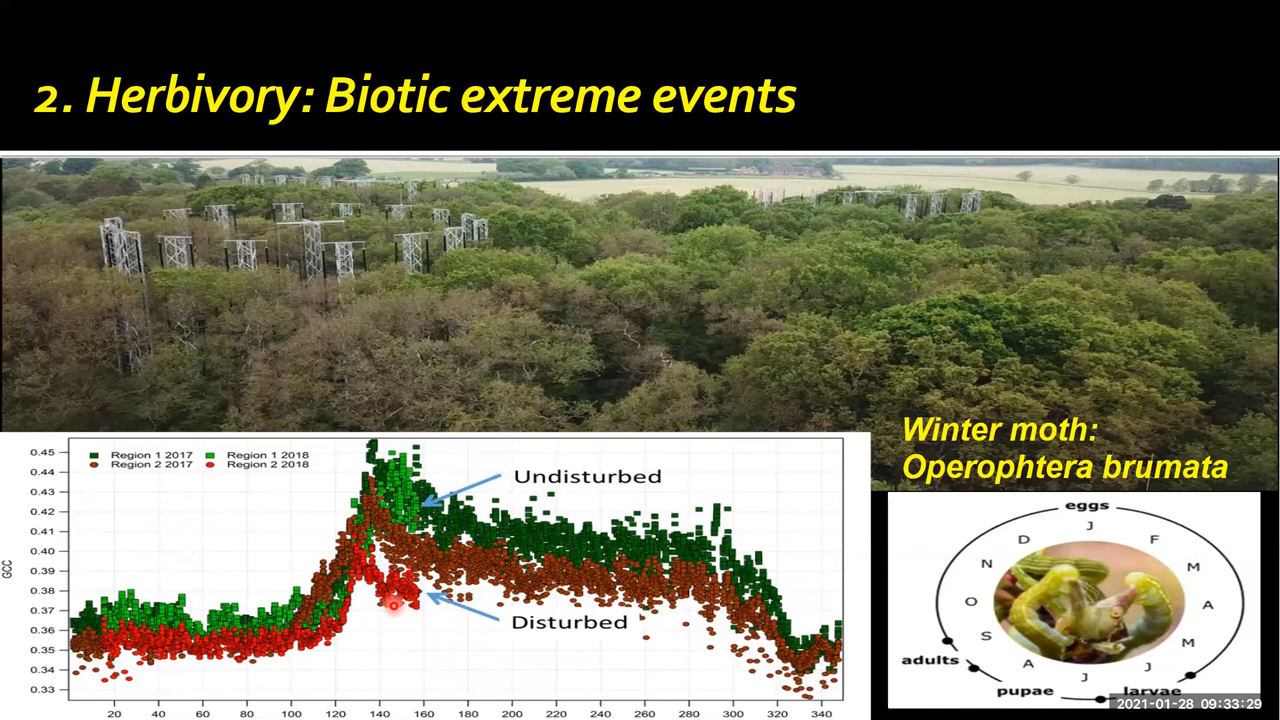 2. Herbivory: Biotic extreme events
Winter moth:
Operophtera brumata
0.45
0.44
0.43
0.42
0.41
0.40
0.39
0.38
0.37
0.36
0.35
0.34
0.33
GCC
Region 1 2017
Region 1 2018
Region 2 2017
Region 2 2018
Undisturbed
Disturbed
20 40 60 80 100 120 140 160 180 200 220 240 260 280 300 320 340
eggs
J
D F
N M
O A
S M
A J
J
adults
pupae
larvae
2021-01-28 09:33:29